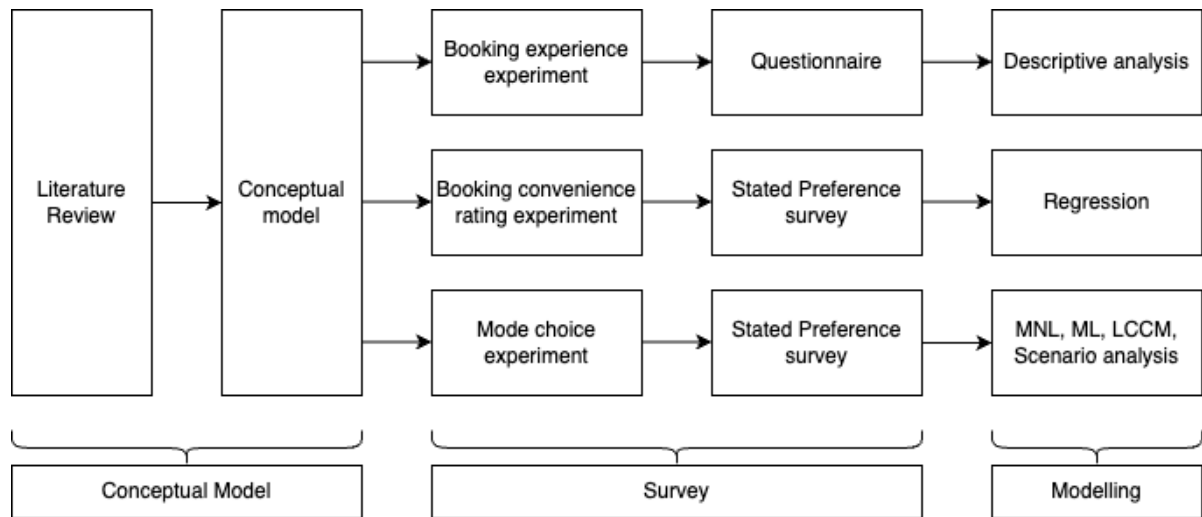 Literature
Review
Conceptual
model
Booking experience
experiment
Questionnaire
Descriptive analysis
Booking convenience
rating experiment
Stated Preference
survey
Regression
Mode choice
experiment
Stated Preference
survey
MNL, ML, LCCM,
Scenario analysis
Conceptual Model
Survey
Modelling